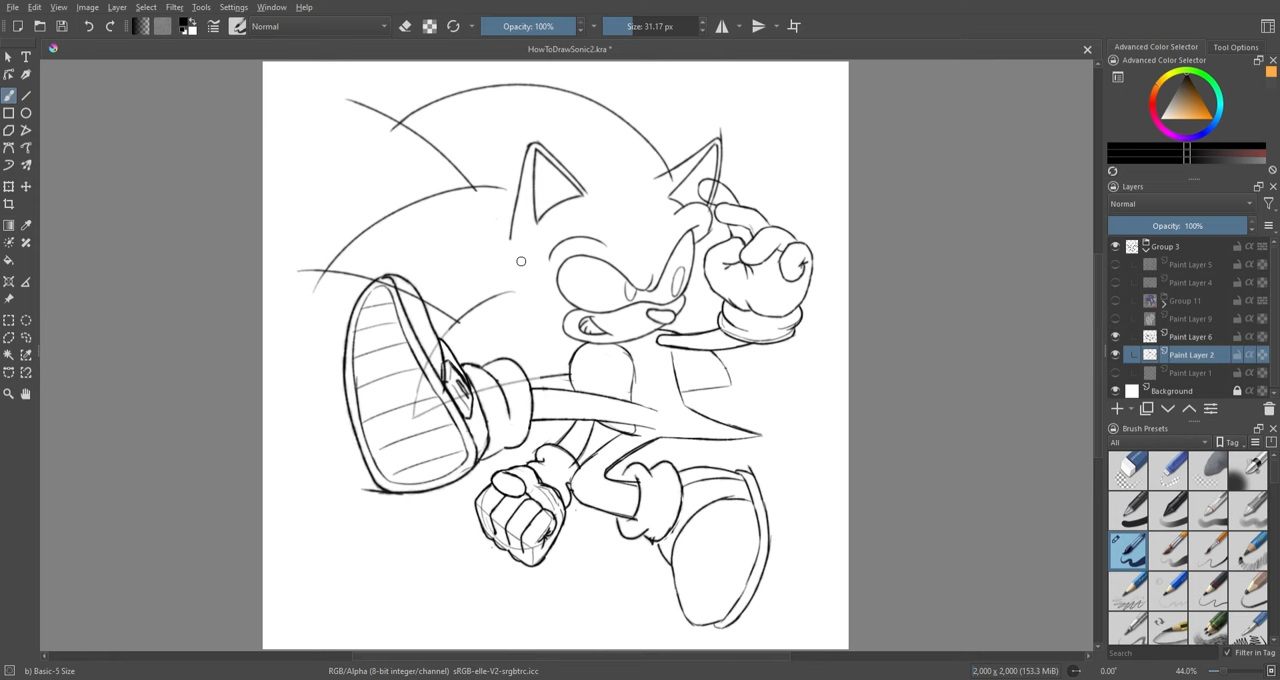 File Edit View Image Layer Select Filter Tools Settings Window Help
Normal Opacity: 100% Size: 31.17 px
HowToDrawSonic2.kra *
Advanced Color Selector Tool Options
Advanced Color Selector
Layers
Normal
Opacity: 100%
Group 3
Paint Layer 5
Paint Layer 4
Group 11
Paint Layer 9
Paint Layer 6
Paint Layer 2
Paint Layer 1
Background
Brush Presets
All Tag
Search Filter in Tag
b) Basic-5 Size RGB/Alpha (8-bit integer/channel) sRGB-elle-V2-srgbtrc.icc 2,000 x 2,000 (153.3 MiB) 0.00° 44.0%